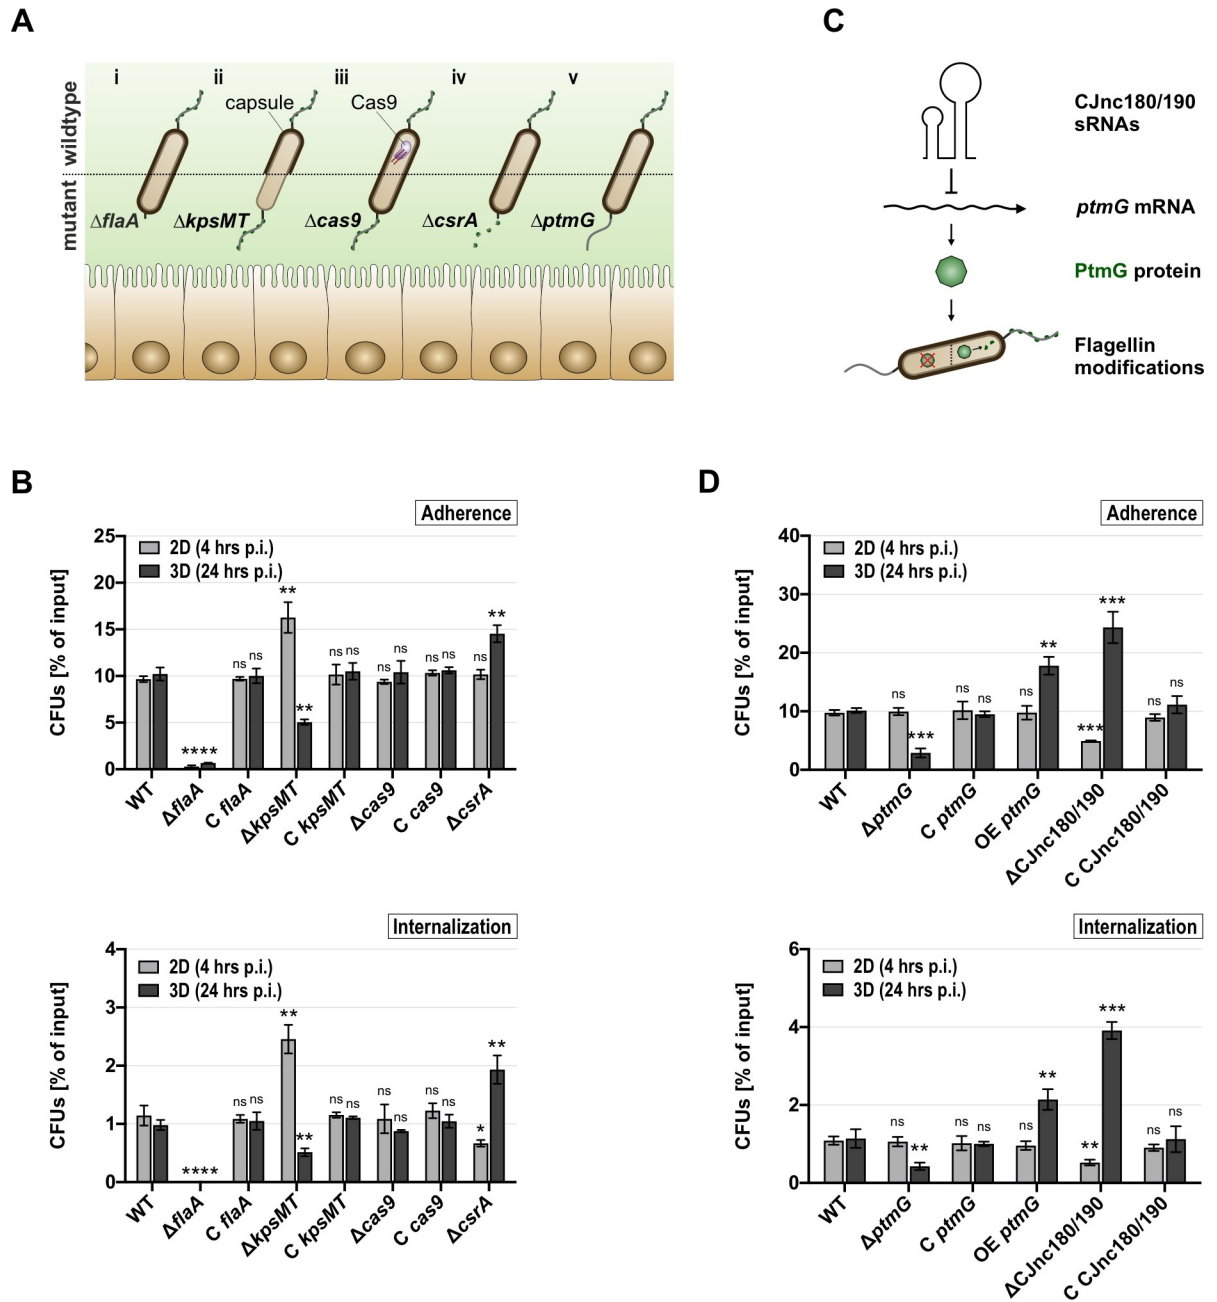 A
i ii iii iv v
capsule Cas9
wildtype
mutant
ΔflaA ΔkpsMT Δcas9 ΔcsrA ΔptmG
C
CJnc180/190
sRNAs
ptmG mRNA
PtmG protein
Flagellin
modifications
B
Adherence
2D (4 hrs p.i.)
3D (24 hrs p.i.)
CFUs [% of input]
25
20
15
10
5
0
ns ns ns ns ns ns ns ns ns
** ** **
****
WT ΔflaA C flaA ΔkpsMT C kpsMT Δcas9 C cas9 ΔcsrA
Internalization
2D (4 hrs p.i.)
3D (24 hrs p.i.)
CFUs [% of input]
4
3
2
1
0
** ** **
ns ns ns ns ns ns ns ns *
****
WT ΔflaA C flaA ΔkpsMT C kpsMT Δcas9 C cas9 ΔcsrA
D
Adherence
2D (4 hrs p.i.)
3D (24 hrs p.i.)
CFUs [% of input]
40
30
20
10
0
ns *** ns ns ns ** *** *** ns ns
WT ΔptmG C ptmG OE ptmG ΔCJnc180/190 C CJnc180/190
Internalization
2D (4 hrs p.i.)
3D (24 hrs p.i.)
CFUs [% of input]
6
4
2
0
ns ** ns ns ns ** ** *** ns ns
WT ΔptmG C ptmG OE ptmG ΔCJnc180/190 C CJnc180/190